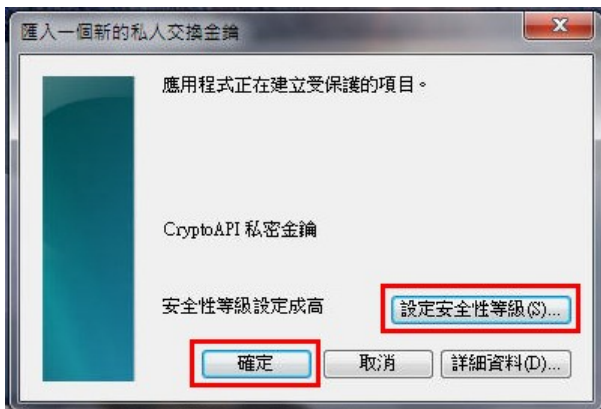 匯入一個新的私人交換金鑰
應用程式正在建立受保護的項目。
CryptoAPI 私密金鑰
安全性等級設定成高
設定安全性等級(S)...
確定
取消
詳細資料(D)...